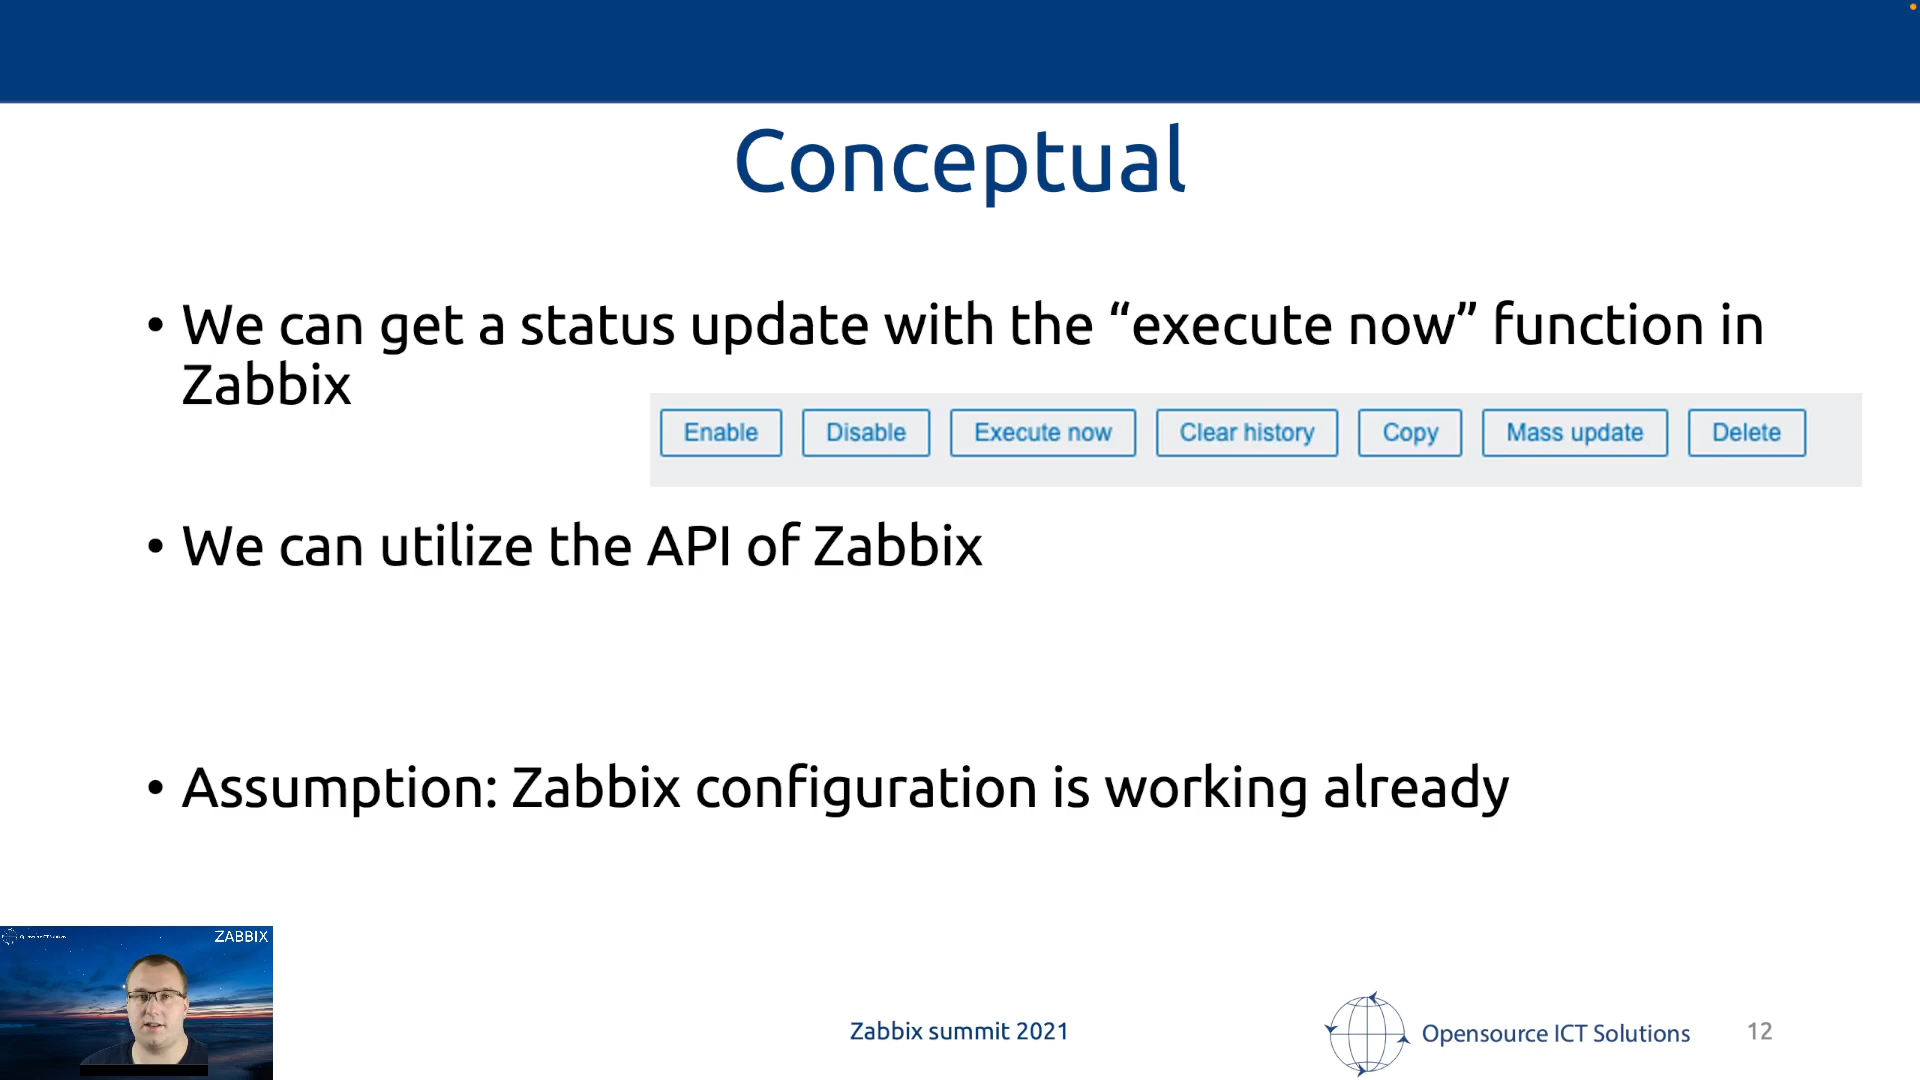 Conceptual
• We can get a status update with the “execute now” function in
Zabbix
Enable Disable Execute now Clear history Copy Mass update Delete
• We can utilize the API of Zabbix
• Assumption: Zabbix configuration is working already
ZABBIX
Zabbix summit 2021
Opensource ICT Solutions
12